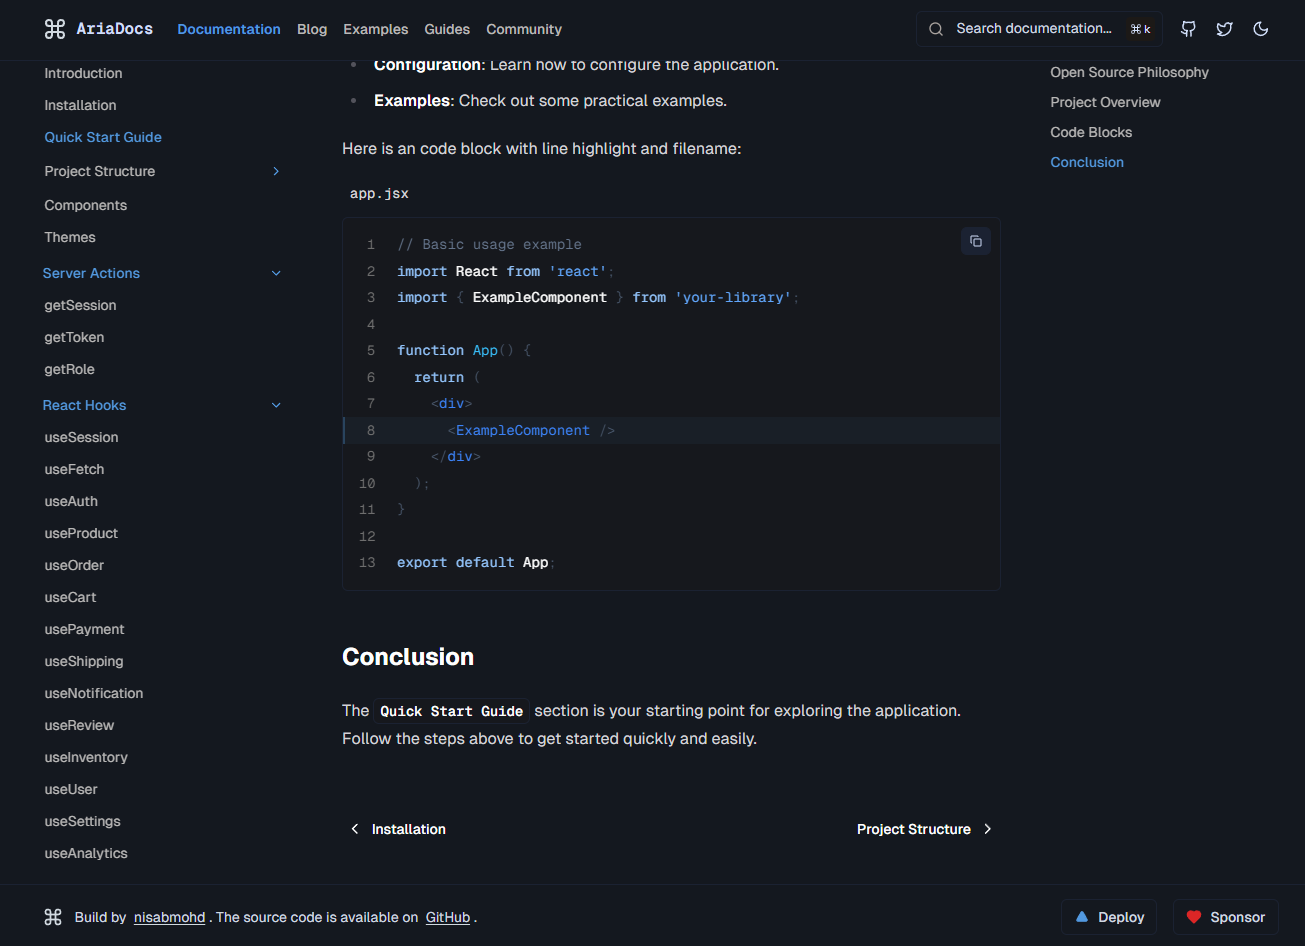 AriaDocs Documentation Blog Examples Guides Community Search documentation... ⌘k
Introduction
Installation
Quick Start Guide
Project Structure
Components
Themes
Server Actions
getSession
getToken
getRole
React Hooks
useSession
useFetch
useAuth
useProduct
useOrder
useCart
usePayment
useShipping
useNotification
useReview
useInventory
useUser
useSettings
useAnalytics
Configuration: Learn how to configure the application.
Examples: Check out some practical examples.
Here is an code block with line highlight and filename:
app.jsx
1 // Basic usage example
2 import React from 'react';
3 import { ExampleComponent } from 'your-library';
4
5 function App() {
6 return (
7 <div>
8 <ExampleComponent />
9 </div>
10 );
11 }
12
13 export default App;
Conclusion
The Quick Start Guide section is your starting point for exploring the application.
Follow the steps above to get started quickly and easily.
Installation Project Structure
Open Source Philosophy
Project Overview
Code Blocks
Conclusion
Build by nisabmohd . The source code is available on GitHub . Deploy Sponsor